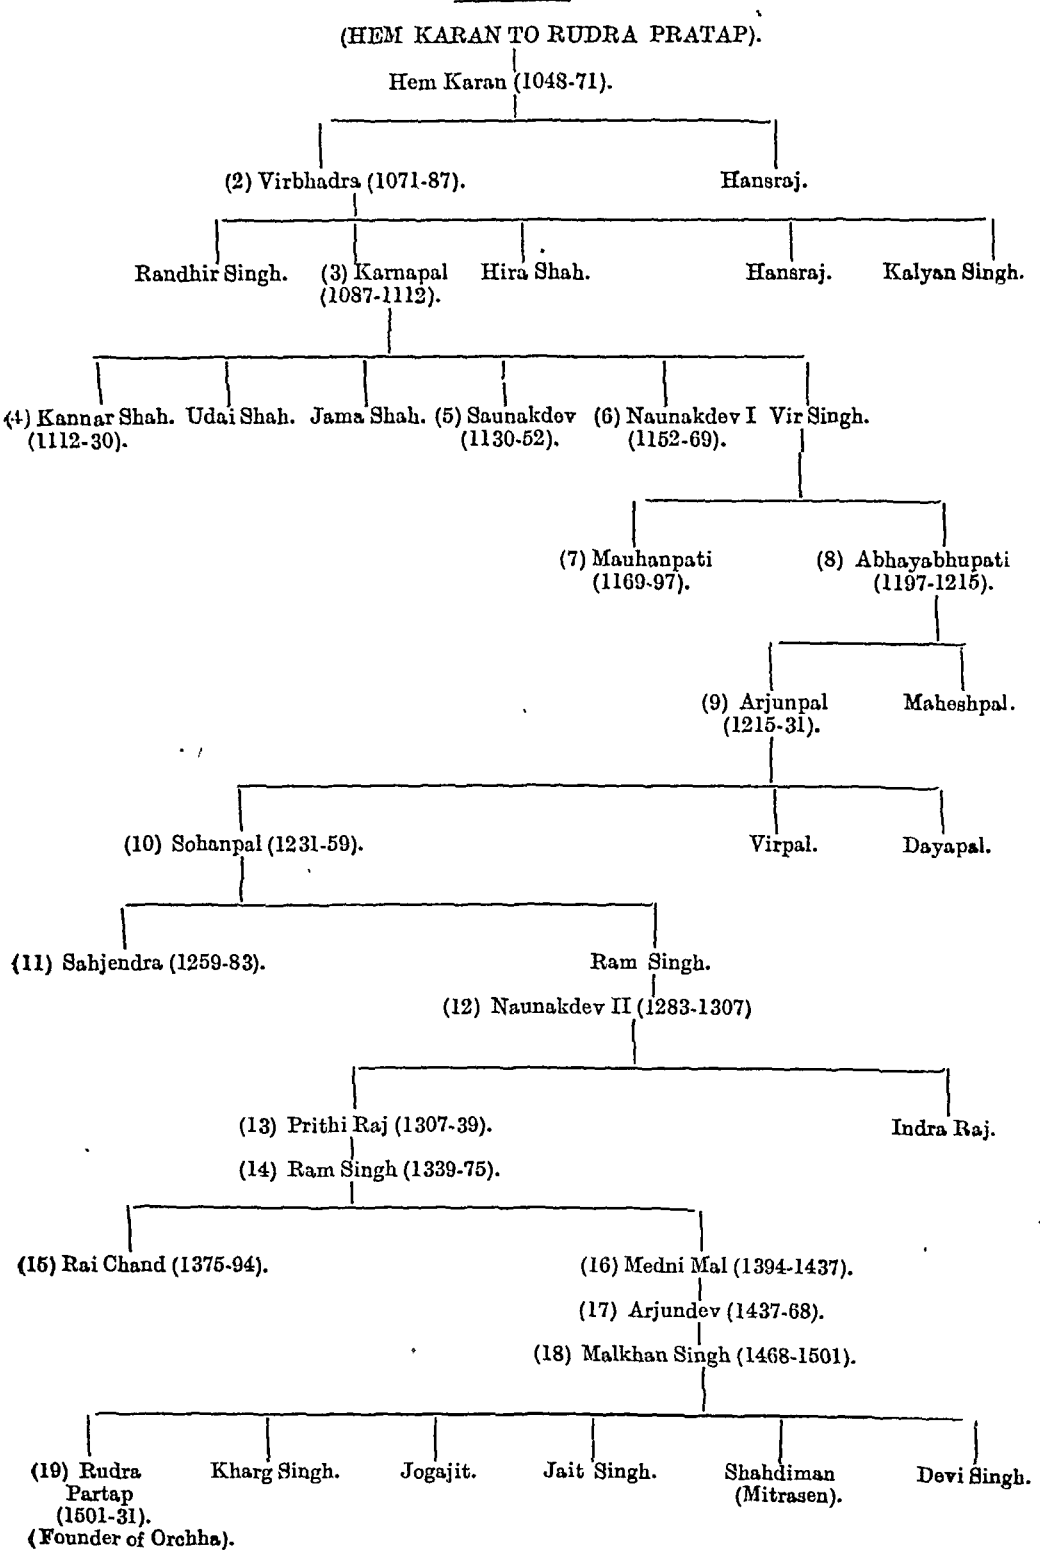 (HEM KARAN TO RUDRA PRATAP).
Hem Karan (1048-71).
(2) Virbhadra (1071-87). Hansraj.
Randhir Singh. (3) Karnapal Hira Shah. Hansraj. Kalyan Singh.
(1087-1112).
(4) Kannar Shah. Udai Shah. Jama Shah. (5) Saunakdev (6) Naunakdev I Vir Singh.
(1112-30). (1130-52). (1152-69).
(7) Mauhanpati (8) Abhayabhupati
(1169-97). (1197-1215).
(9) Arjunpal Maheshpal.
(1215-31).
(10) Sohanpal (1231-59). Virpal. Dayapal.
(11) Sahjendra (1259-83). Ram Singh.
(12) Naunakdev II (1283-1307)
(13) Prithi Raj (1307-39). Indra Raj.
(14) Ram Singh (1339-75).
(15) Rai Chand (1375-94). (16) Medni Mal (1394-1437).
(17) Arjundev (1437-68).
(18) Malkhan Singh (1468-1501).
(19) Rudra Kharg Singh. Jogajit. Jait Singh. Shahdiman Devi Singh.
Partap (Mitrasen).
(1501-31).
(Founder of Orchha).